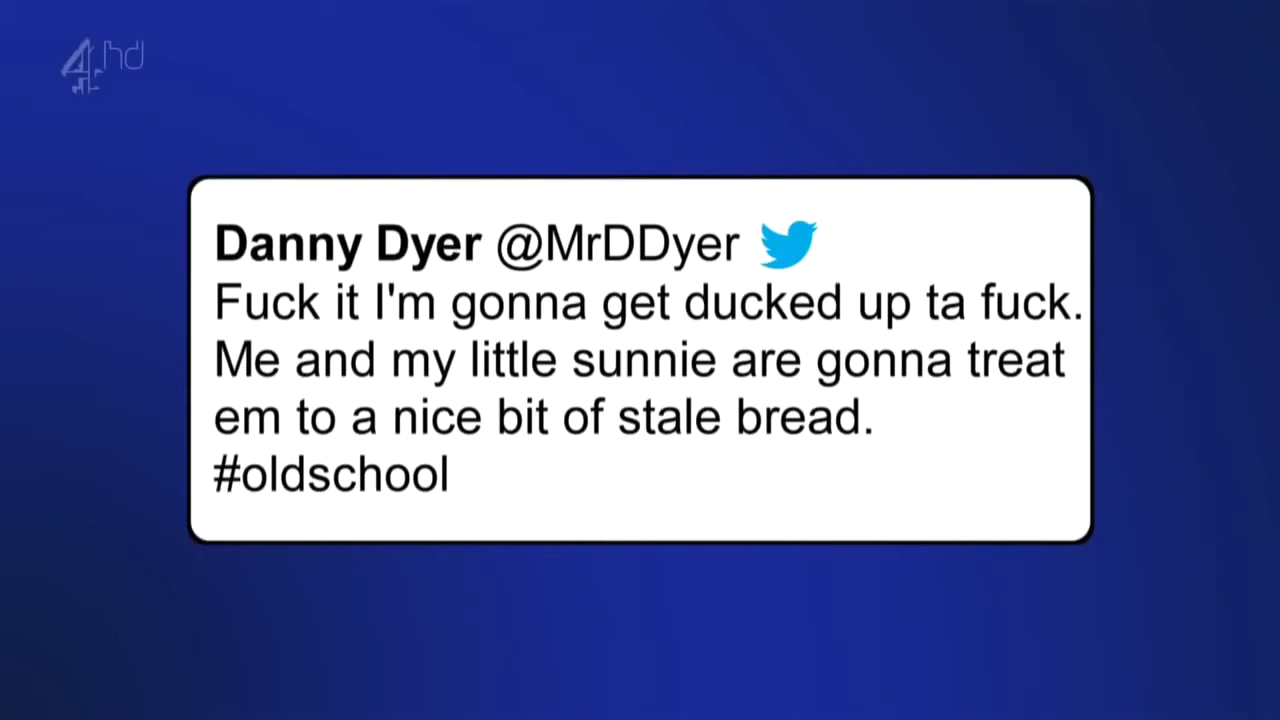 4hd
Danny Dyer @MrDDyer
Fuck it I'm gonna get ducked up ta fuck.
Me and my little sunnie are gonna treat
em to a nice bit of stale bread.
#oldschool